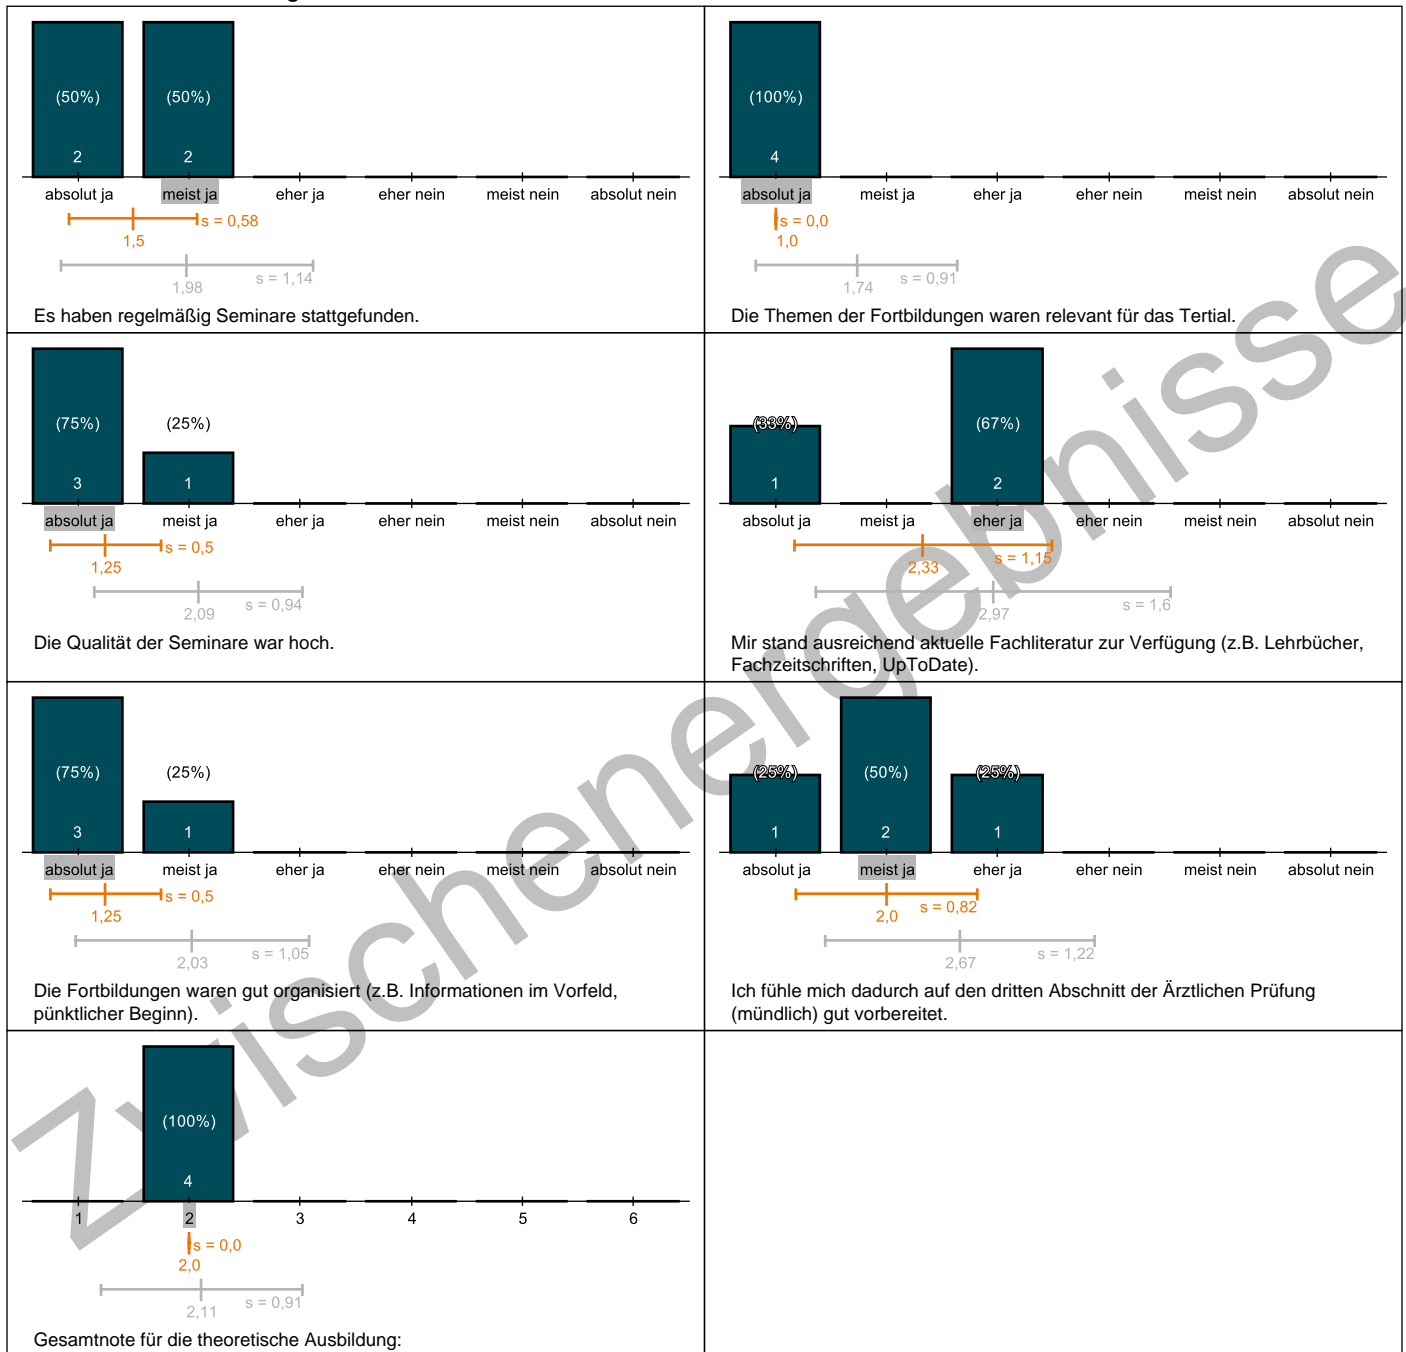 (50%) (50%)
2 2
absolut ja meist ja eher ja eher nein meist nein absolut nein
s = 0,58
1,5
s = 1,14
1,98
Es haben regelmäßig Seminare stattgefunden.
(100%)
4
absolut ja meist ja eher ja eher nein meist nein absolut nein
s = 0,0
1,0
s = 0,91
1,74
Die Themen der Fortbildungen waren relevant für das Tertial.
(75%) (25%)
3 1
absolut ja meist ja eher ja eher nein meist nein absolut nein
s = 0,5
1,25
s = 0,94
2,09
Die Qualität der Seminare war hoch.
(33%) (67%)
1 2
absolut ja meist ja eher ja eher nein meist nein absolut nein
s = 1,15
2,33
s = 1,6
2,97
Mir stand ausreichend aktuelle Fachliteratur zur Verfügung (z.B. Lehrbücher,
Fachzeitschriften, UpToDate).
(75%) (25%)
3 1
absolut ja meist ja eher ja eher nein meist nein absolut nein
s = 0,5
1,25
s = 1,05
2,03
Die Fortbildungen waren gut organisiert (z.B. Informationen im Vorfeld,
pünktlicher Beginn).
(25%) (50%) (25%)
1 2 1
absolut ja meist ja eher ja eher nein meist nein absolut nein
s = 0,82
2,0
s = 1,22
2,67
Ich fühle mich dadurch auf den dritten Abschnitt der Ärztlichen Prüfung
(mündlich) gut vorbereitet.
(100%)
4
1 2 3 4 5 6
s = 0,0
2,0
s = 0,91
2,11
Gesamtnote für die theoretische Ausbildung:
Zwischenergebnisse